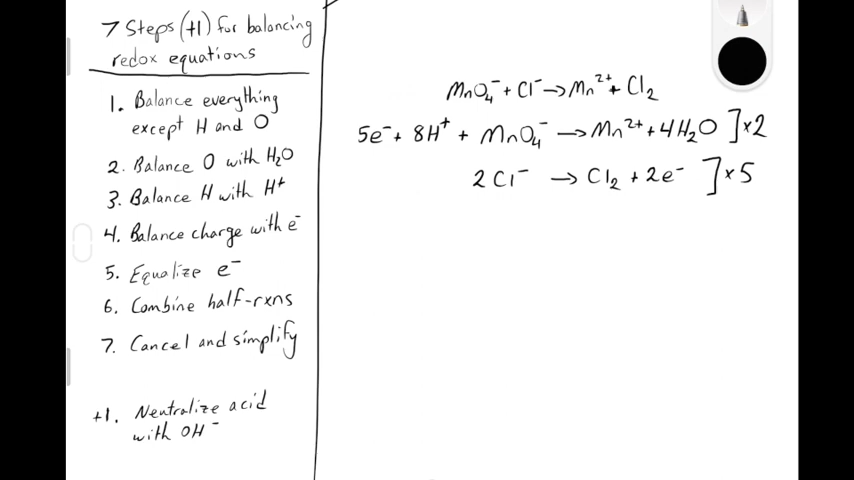 7 Steps (+1) for balancing
redox equations
1. Balance everything
except H and O
2. Balance O with H₂O
3. Balance H with H⁺
4. Balance charge with e⁻
5. Equalize e⁻
6. Combine half-rxns
7. Cancel and simplify
+1. Neutralize acid
with OH⁻
MnO₄⁻ + Cl⁻ → Mn²⁺ + Cl₂
5e⁻ + 8H⁺ + MnO₄⁻ → Mn²⁺ + 4H₂O ] × 2
2Cl⁻ → Cl₂ + 2e⁻ ] × 5